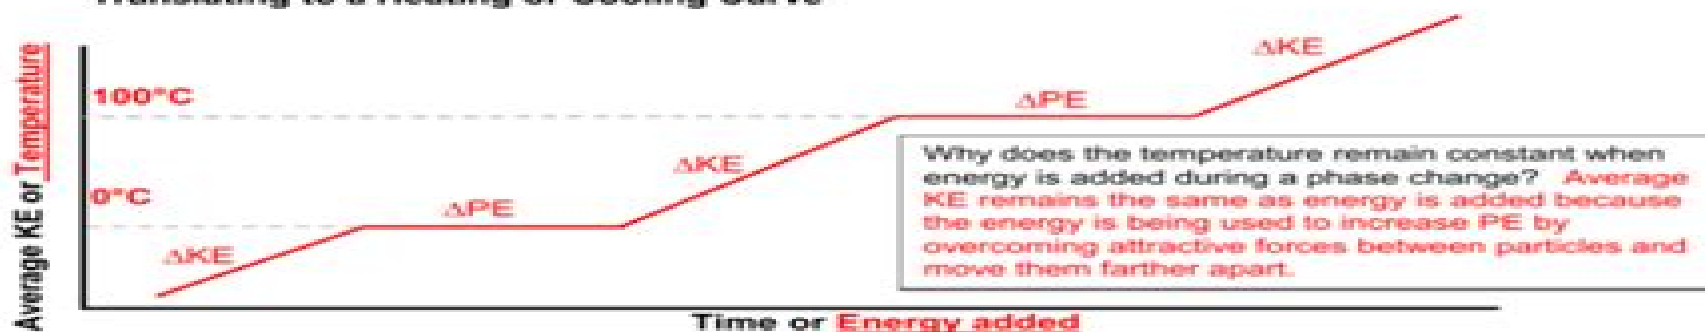 Translating to a Heating or Cooling Curve
ΔKE
100°C
ΔPE
ΔKE
0°C
ΔPE
ΔKE
Average KE or Temperature
Why does the temperature remain constant when
energy is added during a phase change? Average
KE remains the same as energy is added because
the energy is being used to increase PE by
overcoming attractive forces between particles and
move them farther apart.
Time or Energy added